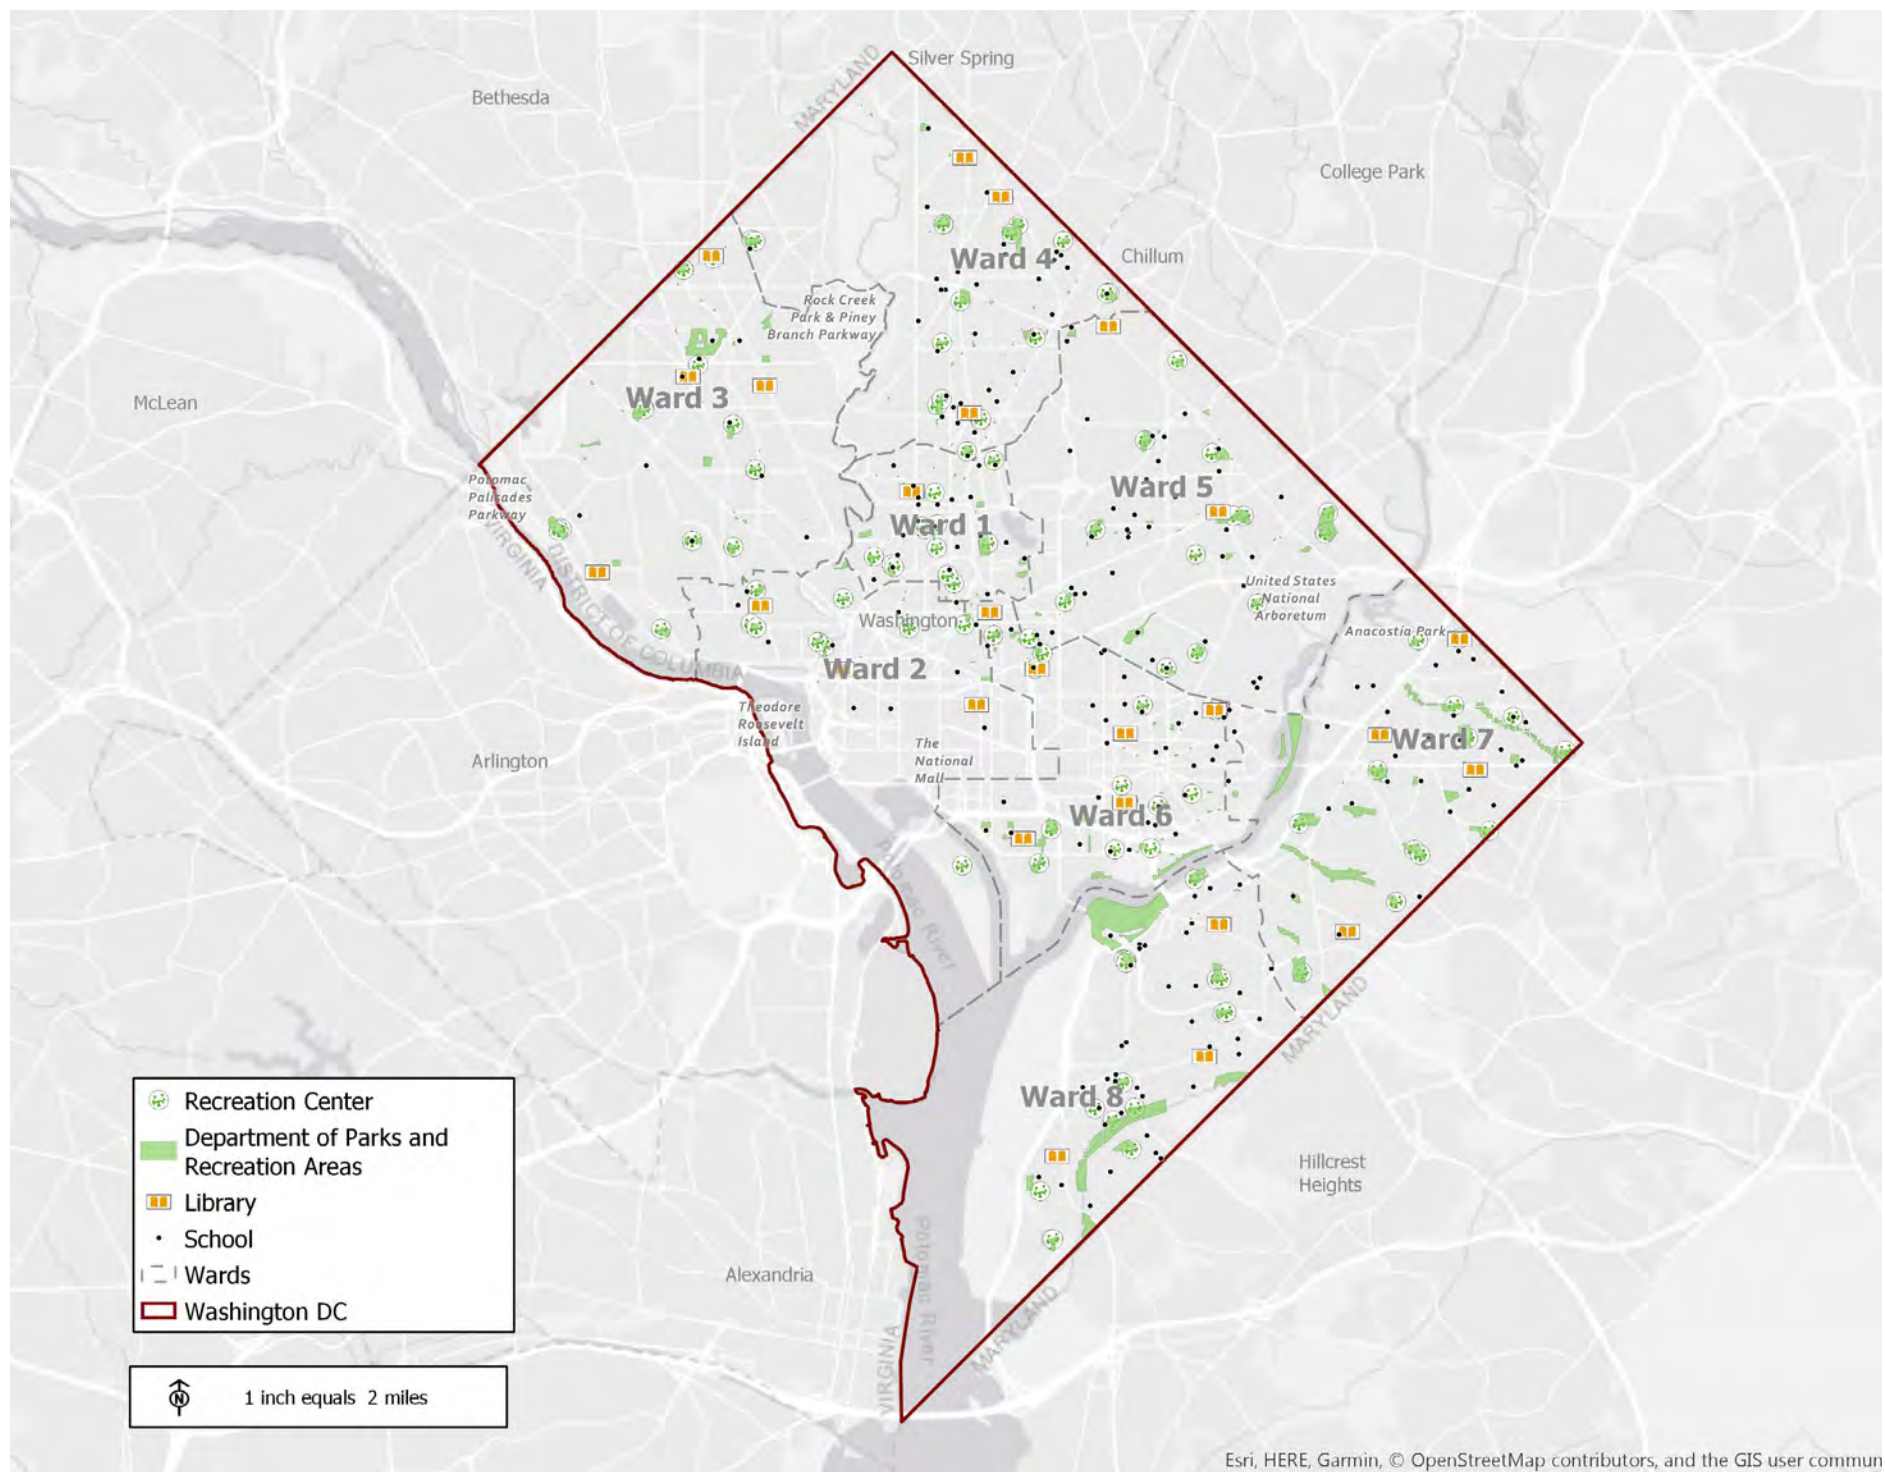 Silver Spring
MARYLAND
Bethesda
College Park
Ward 4
Chillum
Rock Creek
Park & Piney
Branch Parkway
McLean
Ward 3
Potomac
Palisades
Parkway
Ward 5
Ward 1
VIRGINIA
DISTRICT OF COLUMBIA
United States
National
Arboretum
Washington
Anacostia Park
Ward 2
Theodore
Roosevelt
Island
The
National
Mall
Ward 7
Arlington
Ward 6
Potomac River
MARYLAND
Ward 8
Hillcrest
Heights
Alexandria
Potomac River
VIRGINIA
MARYLAND
Recreation Center
Department of Parks and
Recreation Areas
Library
School
Wards
Washington DC
N
1 inch equals 2 miles
Esri, HERE, Garmin, © OpenStreetMap contributors, and the GIS user commun